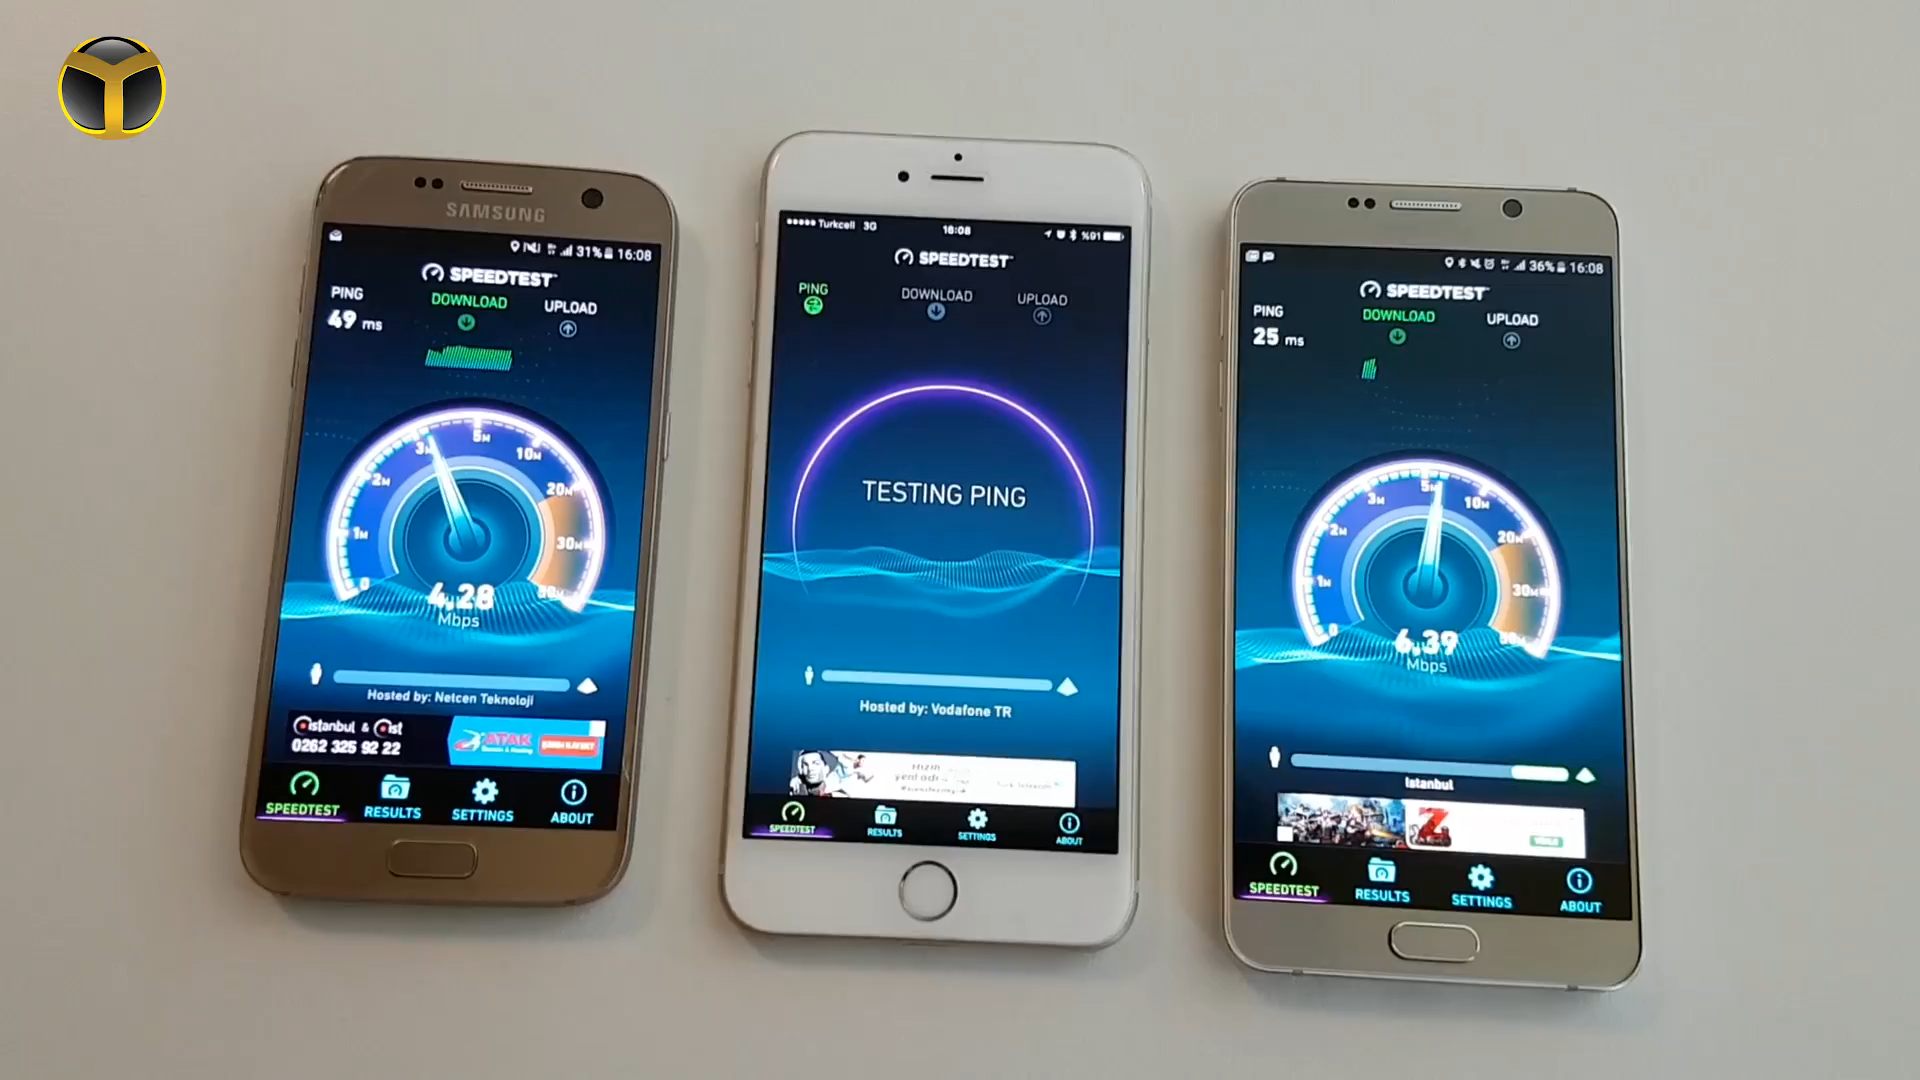 SAMSUNG
31% 16:08
SPEEDTEST
PING
DOWNLOAD
UPLOAD
49 ms
5M
3M
10M
2M
20M
1M
30M
0
4.28
Mbps
Hosted by: Netcen Teknoloji
istanbul & ist
0262 325 92 22
ATAK
SPEEDTEST
RESULTS
SETTINGS
ABOUT
Turkcell 3G
16:08
%91
SPEEDTEST
PING
DOWNLOAD
UPLOAD
TESTING PING
Hosted by: Vodafone TR
SPEEDTEST
RESULTS
SETTINGS
ABOUT
36% 16:08
SPEEDTEST
PING
DOWNLOAD
UPLOAD
25 ms
5M
3M
10M
2M
20M
1M
30M
0
6.39
Mbps
Istanbul
Z
SPEEDTEST
RESULTS
SETTINGS
ABOUT